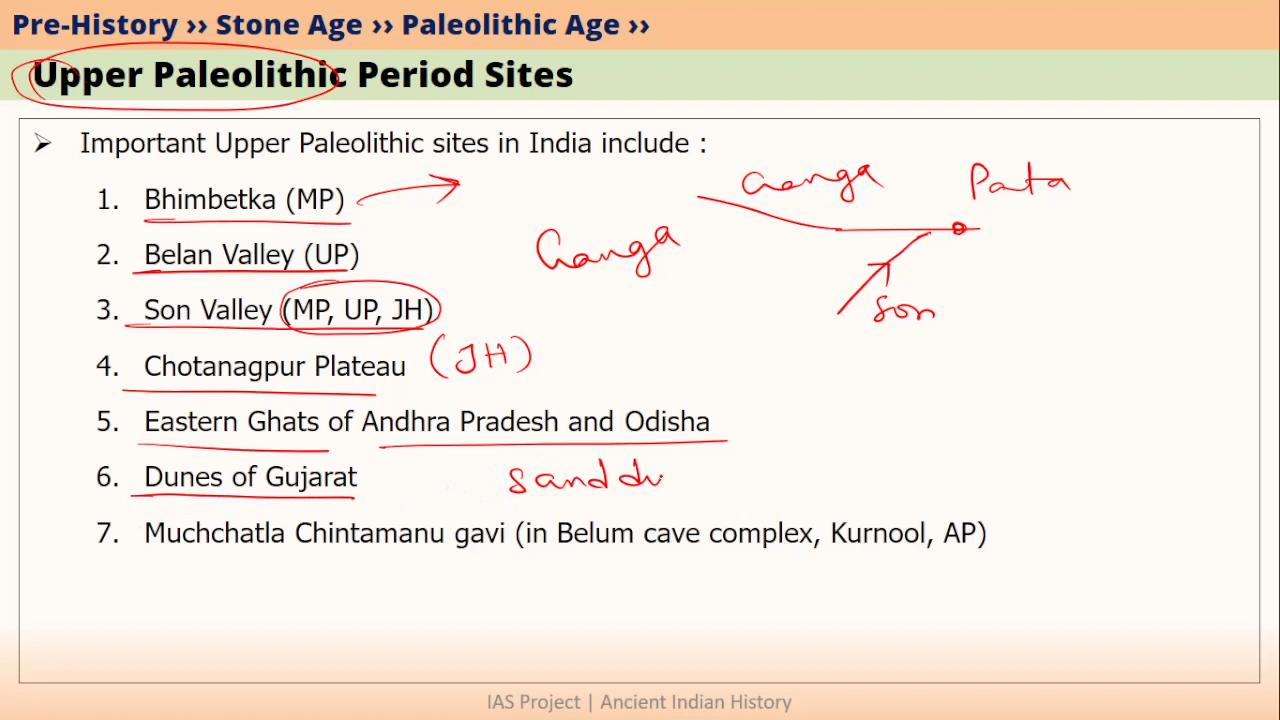 Pre-History ›› Stone Age ›› Paleolithic Age ››
Upper Paleolithic Period Sites
➢ Important Upper Paleolithic sites in India include :
1. Bhimbetka (MP)
Ganga
Pata
2. Belan Valley (UP)
Ganga
3. Son Valley (MP, UP, JH)
Son
4. Chotanagpur Plateau (JH)
5. Eastern Ghats of Andhra Pradesh and Odisha
6. Dunes of Gujarat
sand du
7. Muchchatla Chintamanu gavi (in Belum cave complex, Kurnool, AP)
IAS Project | Ancient Indian History